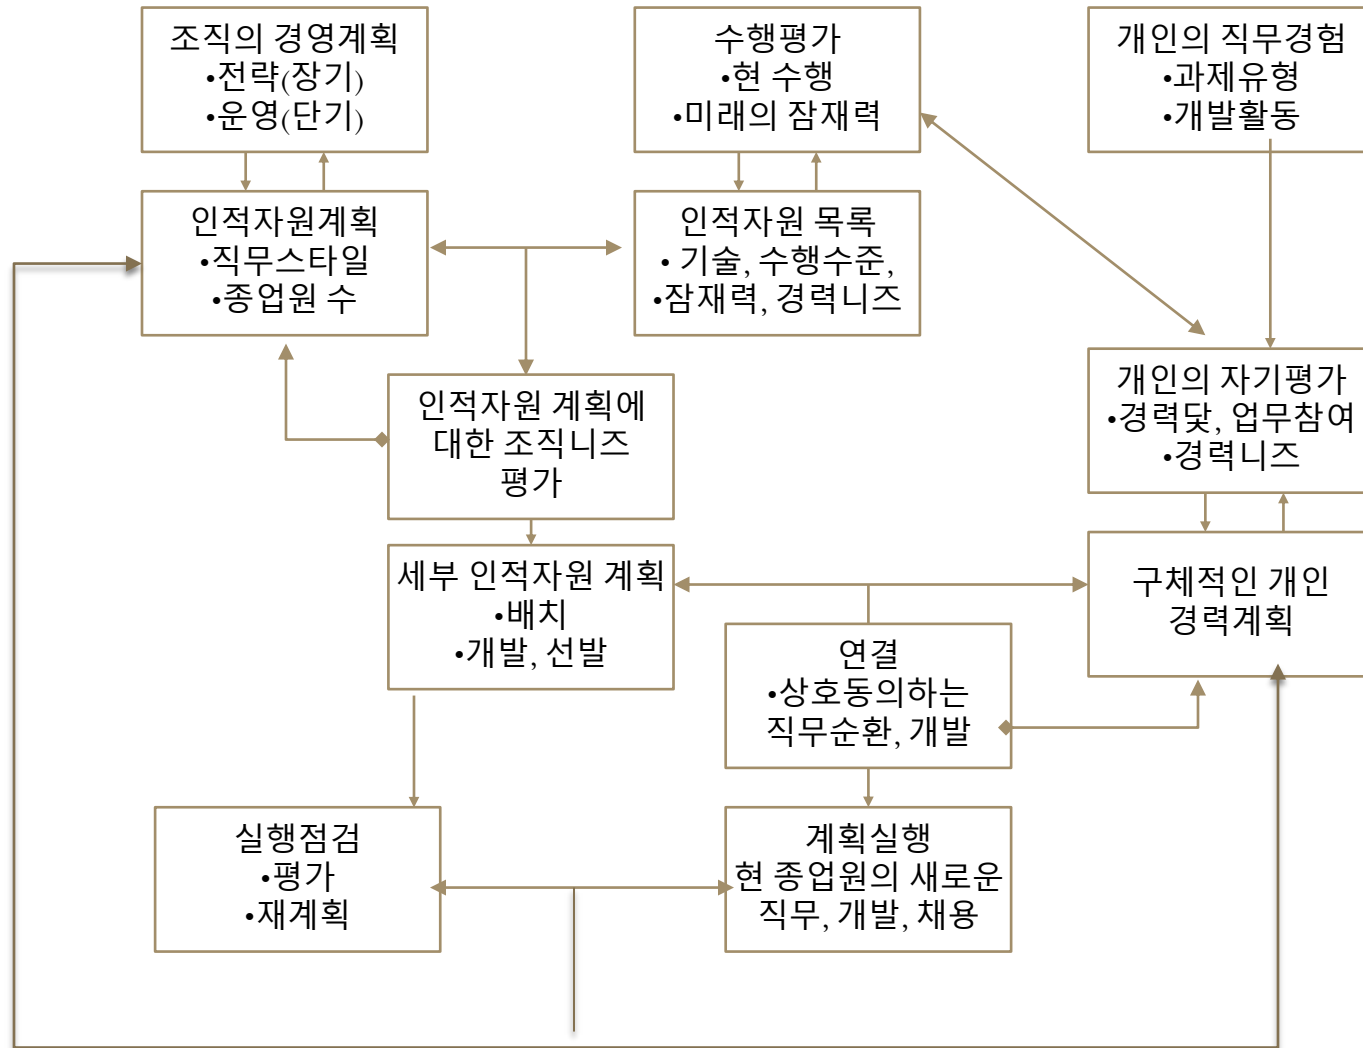 조직의 경영계획
•전략(장기)
•운영(단기)
수행평가
•현 수행
•미래의 잠재력
개인의 직무경험
•과제유형
•개발활동
인적자원계획
•직무스타일
•종업원 수
인적자원 목록
• 기술, 수행수준,
•잠재력, 경력니즈
인적자원 계획에
대한 조직니즈
평가
개인의 자기평가
•경력닻, 업무참여
•경력니즈
세부 인적자원 계획
•배치
•개발, 선발
구체적인 개인
경력계획
연결
•상호동의하는
직무순환, 개발
실행점검
•평가
•재계획
계획실행
현 종업원의 새로운
직무, 개발, 채용